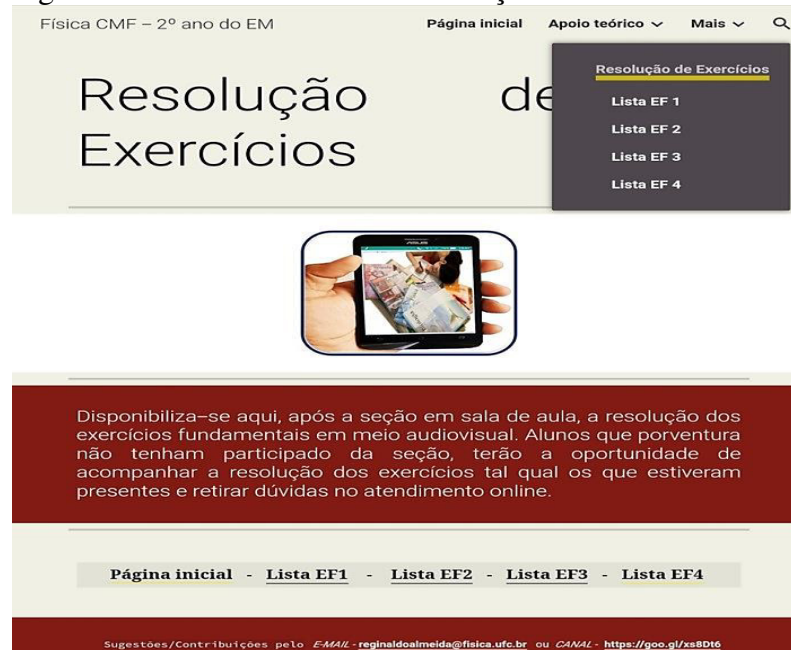 Física CMF – 2º ano do EM
Página inicial Apoio teórico Mais
Resolução de Exercícios
Lista EF 1
Lista EF 2
Lista EF 3
Lista EF 4
Resolução de
Exercícios
ASUS
Disponibiliza–se aqui, após a seção em sala de aula, a resolução dos
exercícios fundamentais em meio audiovisual. Alunos que porventura
não tenham participado da seção, terão a oportunidade de
acompanhar a resolução dos exercícios tal qual os que estiveram
presentes e retirar dúvidas no atendimento online.
Página inicial - Lista EF1 - Lista EF2 - Lista EF3 - Lista EF4
Sugestões/Contribuições pelo E-MAIL - reginaldoalmeida@fisica.ufc.br ou CANAL - https://goo.gl/xs8Dt6